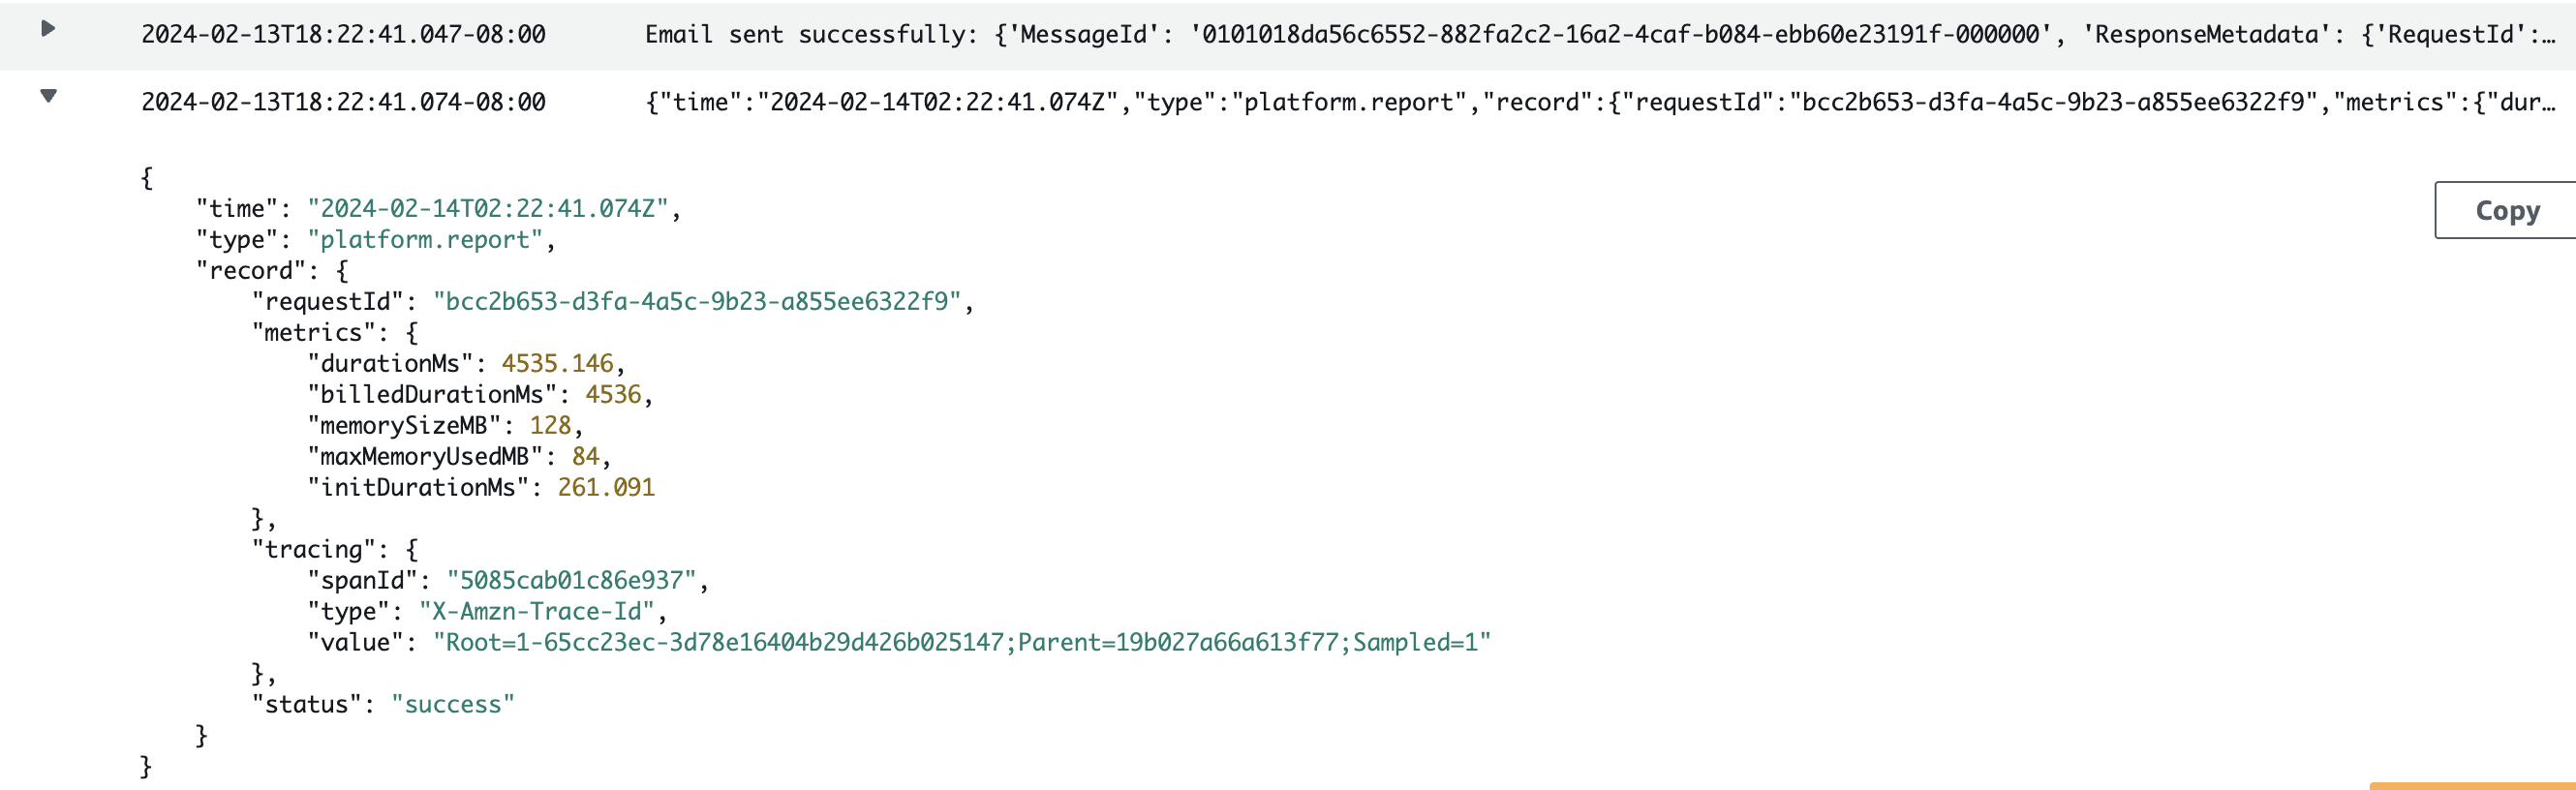 2024-02-13T18:22:41.047-08:00 Email sent successfully: {'MessageId': '0101018da56c6552-882fa2c2-16a2-4caf-b084-ebb60e23191f-000000', 'ResponseMetadata': {'RequestId':…
2024-02-13T18:22:41.074-08:00 {"time":"2024-02-14T02:22:41.074Z","type":"platform.report","record":{"requestId":"bcc2b653-d3fa-4a5c-9b23-a855ee6322f9","metrics":{"dur…
{
Copy
"time": "2024-02-14T02:22:41.074Z",
"type": "platform.report",
"record": {
"requestId": "bcc2b653-d3fa-4a5c-9b23-a855ee6322f9",
"metrics": {
"durationMs": 4535.146,
"billedDurationMs": 4536,
"memorySizeMB": 128,
"maxMemoryUsedMB": 84,
"initDurationMs": 261.091
},
"tracing": {
"spanId": "5085cab01c86e937",
"type": "X-Amzn-Trace-Id",
"value": "Root=1-65cc23ec-3d78e16404b29d426b025147;Parent=19b027a66a613f77;Sampled=1"
},
"status": "success"
}
}